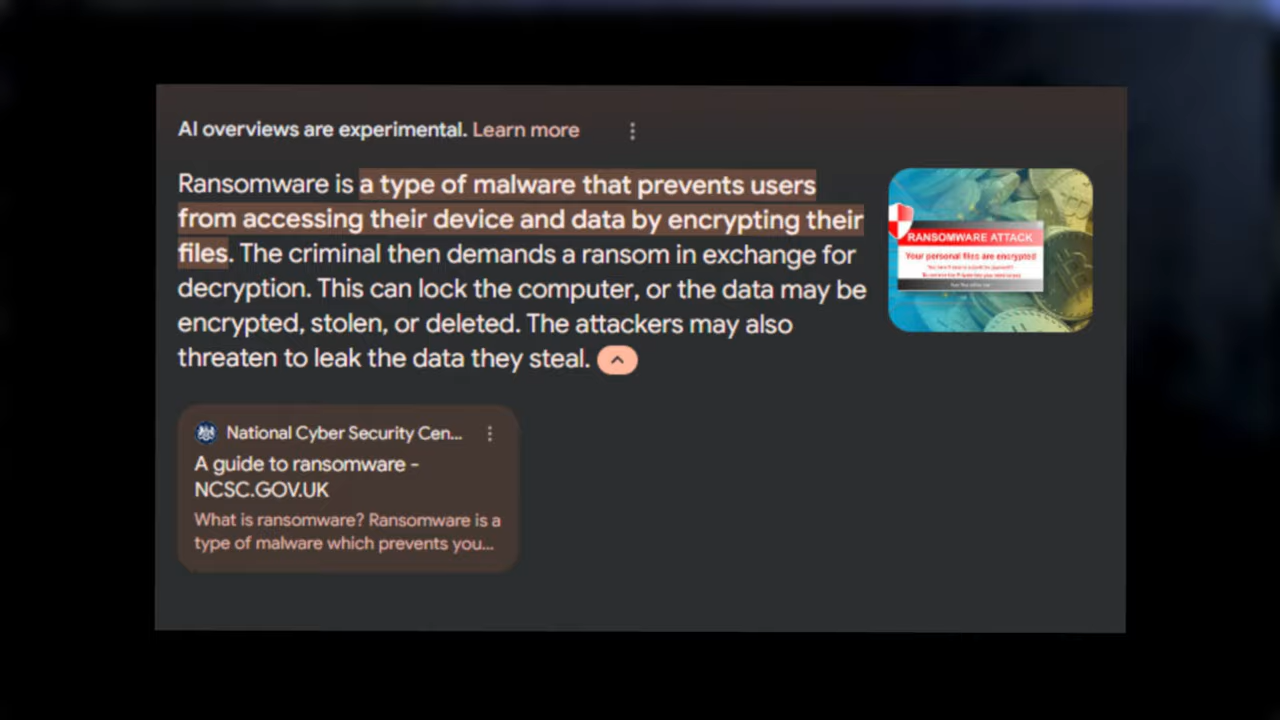 AI overviews are experimental. Learn more
Ransomware is a type of malware that prevents users
from accessing their device and data by encrypting their
files. The criminal then demands a ransom in exchange for
decryption. This can lock the computer, or the data may be
encrypted, stolen, or deleted. The attackers may also
threaten to leak the data they steal.
RANSOMWARE ATTACK
Your personal files are encrypted
National Cyber Security Cen...
A guide to ransomware -
NCSC.GOV.UK
What is ransomware? Ransomware is a
type of malware which prevents you...